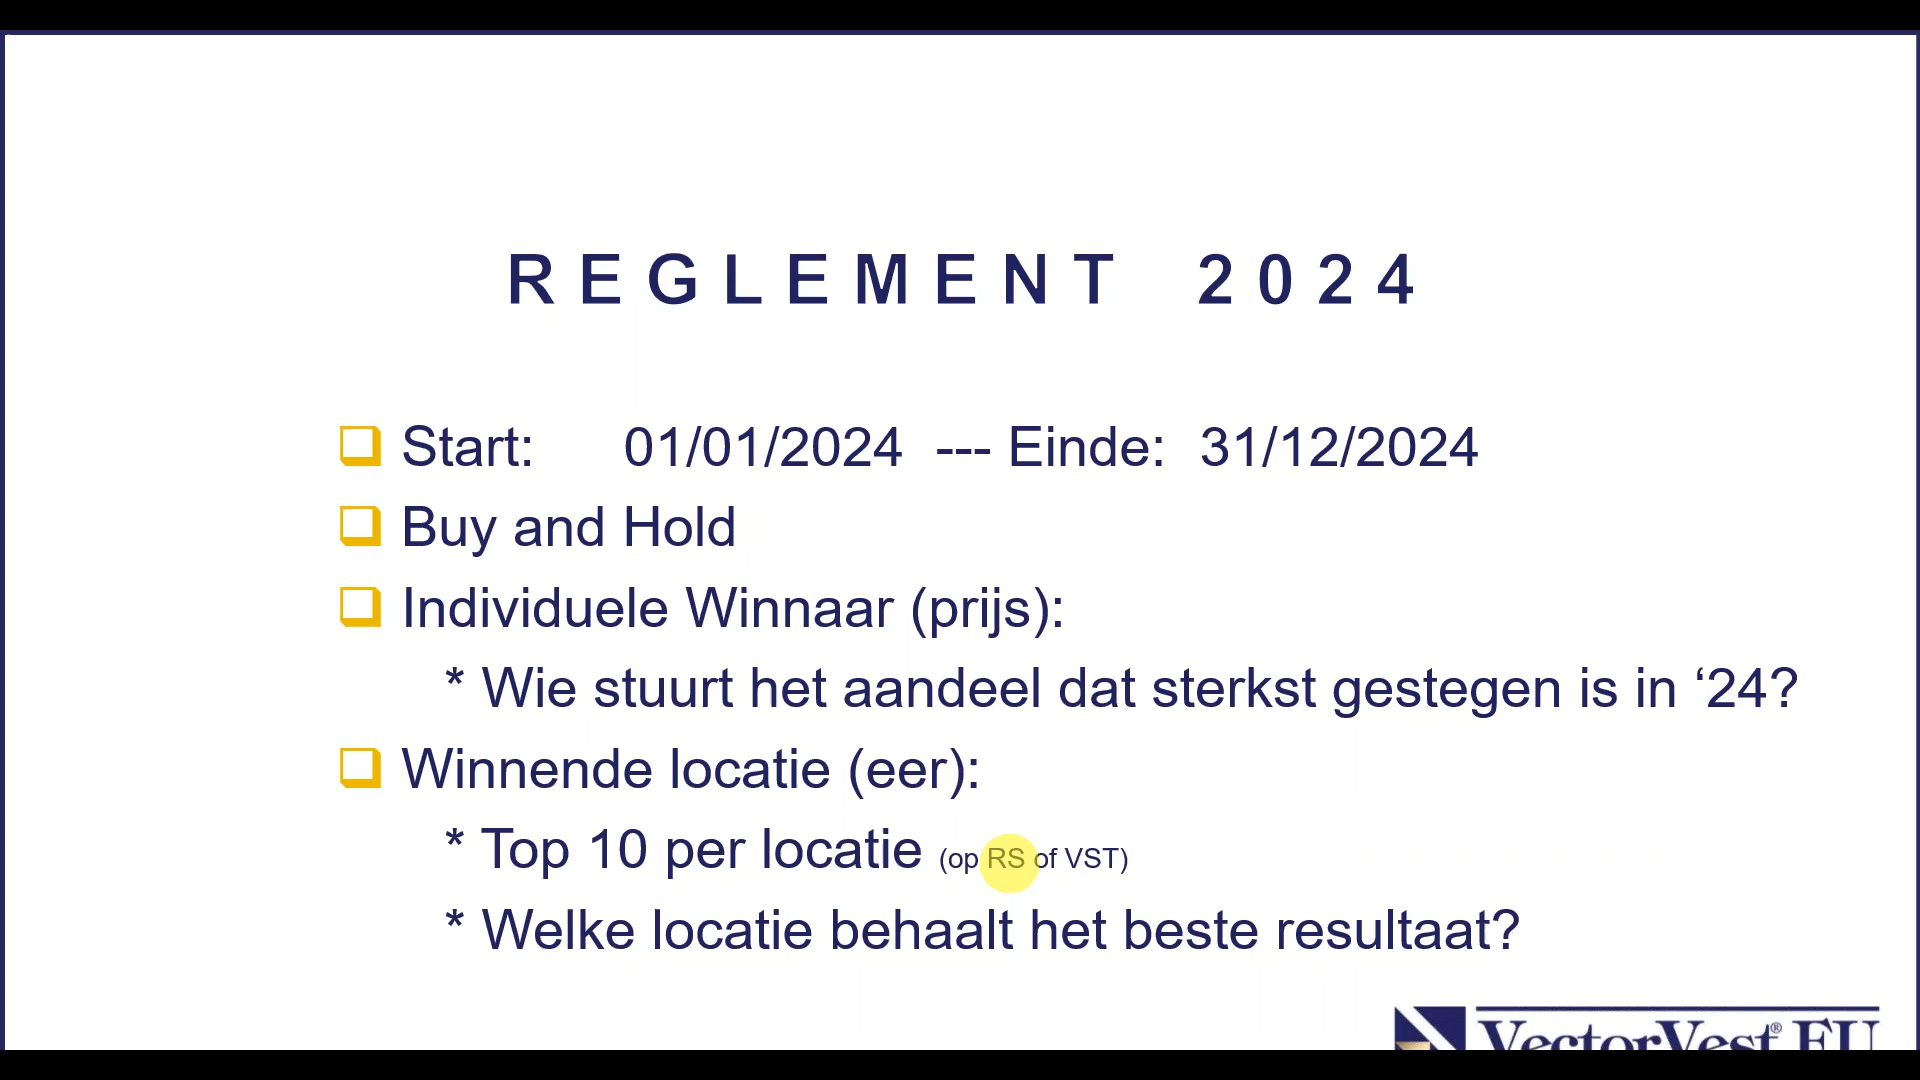 REGLEMENT 2024
Start: 01/01/2024 --- Einde: 31/12/2024
Buy and Hold
Individuele Winnaar (prijs):
* Wie stuurt het aandeel dat sterkst gestegen is in ‘24?
Winnende locatie (eer):
* Top 10 per locatie (op RS of VST)
* Welke locatie behaalt het beste resultaat?
VectorVest® EU